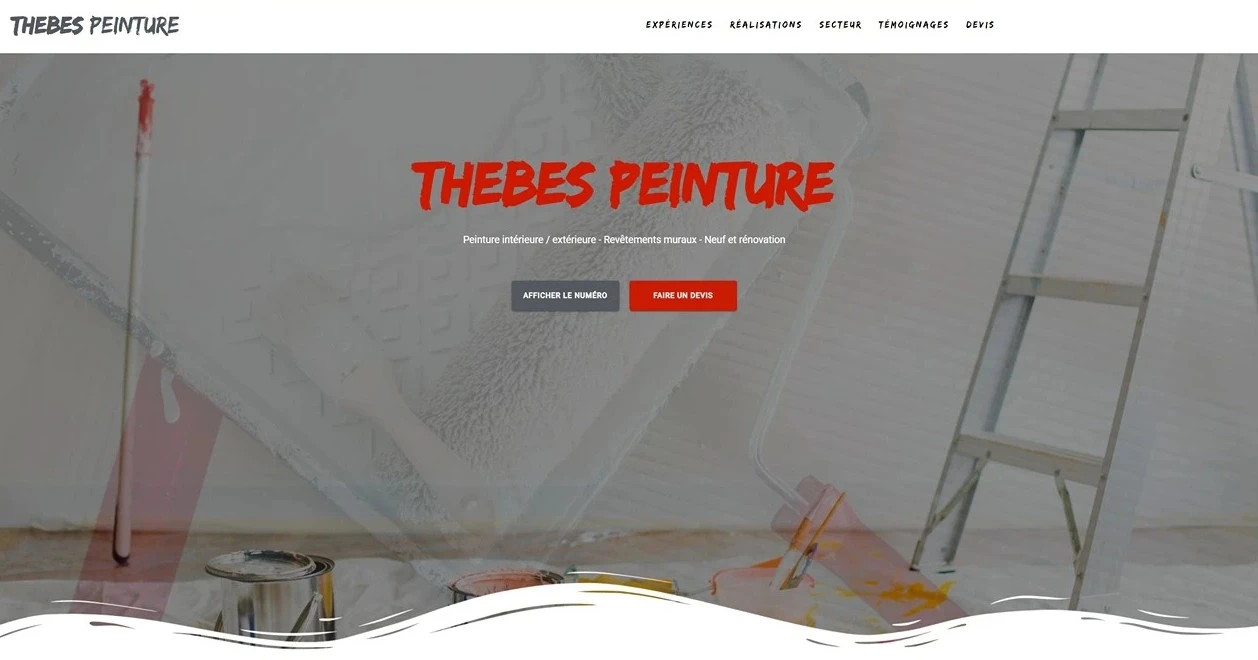 THEBES PEINTURE
EXPÉRIENCES RÉALISATIONS SECTEUR TÉMOIGNAGES DEVIS
THEBES PEINTURE
Peinture intérieure / extérieure - Revêtements muraux - Neuf et rénovation
AFFICHER LE NUMÉRO FAIRE UN DEVIS